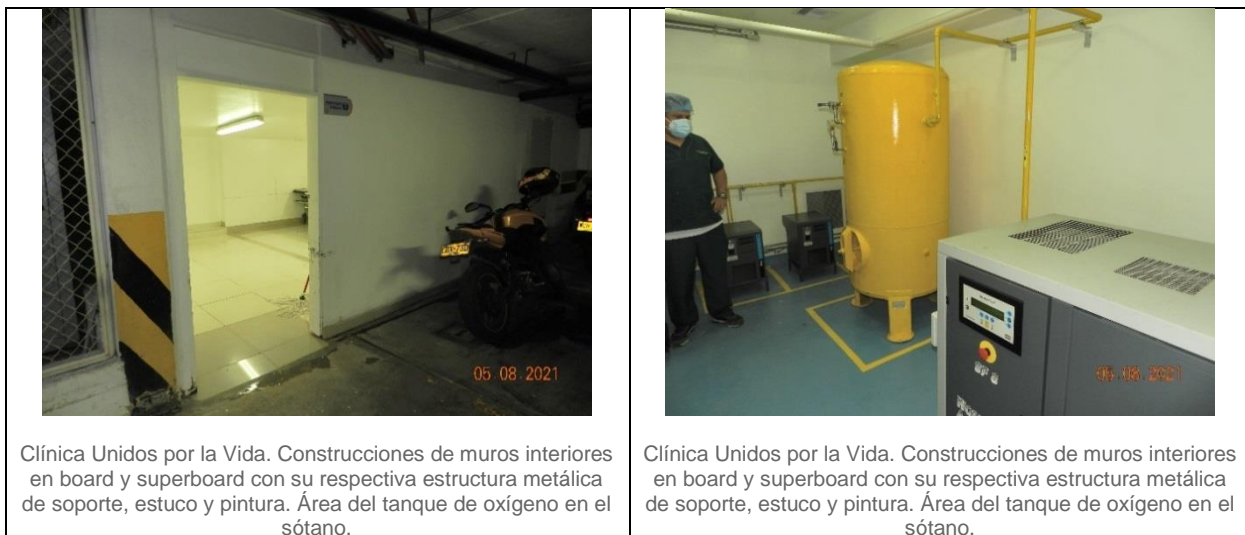 05.08.2021
05.08.2021
Clínica Unidos por la Vida. Construcciones de muros interiores
en board y superboard con su respectiva estructura metálica
de soporte, estuco y pintura. Área del tanque de oxígeno en el
sótano.
Clínica Unidos por la Vida. Construcciones de muros interiores
en board y superboard con su respectiva estructura metálica
de soporte, estuco y pintura. Área del tanque de oxígeno en el
sótano.